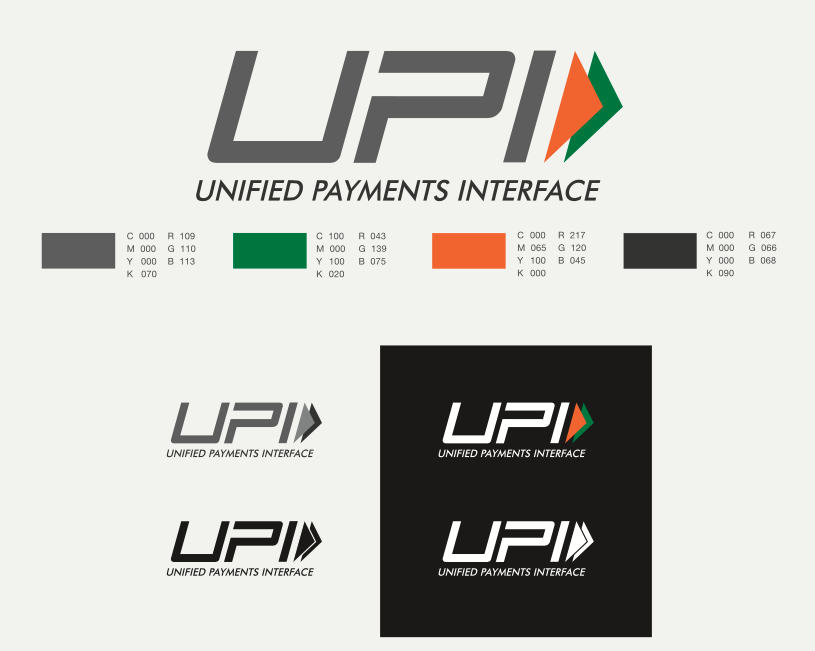 UPI
UNIFIED PAYMENTS INTERFACE
C 000 R 109
M 000 G 110
Y 000 B 113
K 070
C 100 R 043
M 000 G 139
Y 100 B 075
K 020
C 000 R 217
M 065 G 120
Y 100 B 045
K 000
C 000 R 067
M 000 G 066
Y 000 B 068
K 090
UPI
UNIFIED PAYMENTS INTERFACE
UPI
UNIFIED PAYMENTS INTERFACE
UPI
UNIFIED PAYMENTS INTERFACE
UPI
UNIFIED PAYMENTS INTERFACE